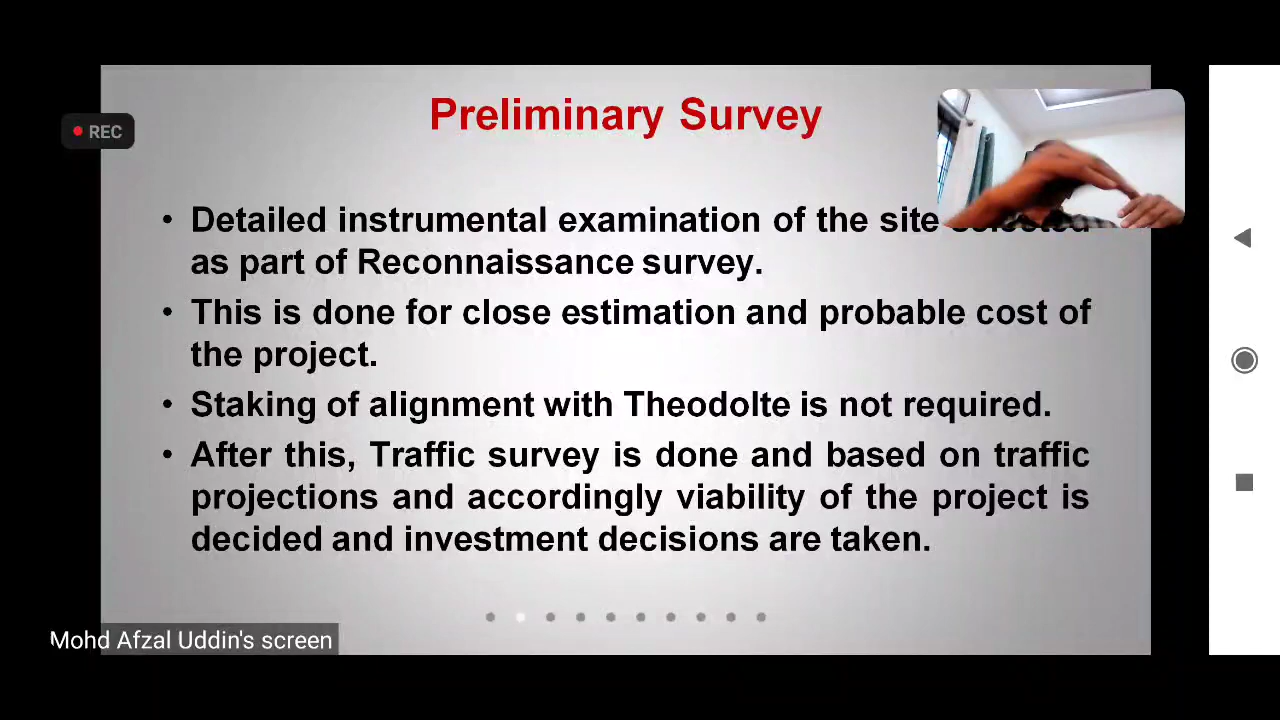 Preliminary Survey
REC
• Detailed instrumental examination of the site selected
as part of Reconnaissance survey.
• This is done for close estimation and probable cost of
the project.
• Staking of alignment with Theodolte is not required.
• After this, Traffic survey is done and based on traffic
projections and accordingly viability of the project is
decided and investment decisions are taken.
Mohd Afzal Uddin's screen